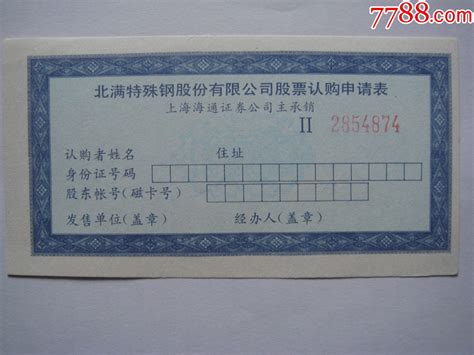 7788.com
北满特殊钢股份有限公司股票认购申请表
上海海通证券公司主承销
II 2854874
认购者姓名 住址
身份证号码
股东帐号(磁卡号)
发售单位(盖章) 经办人(盖章)